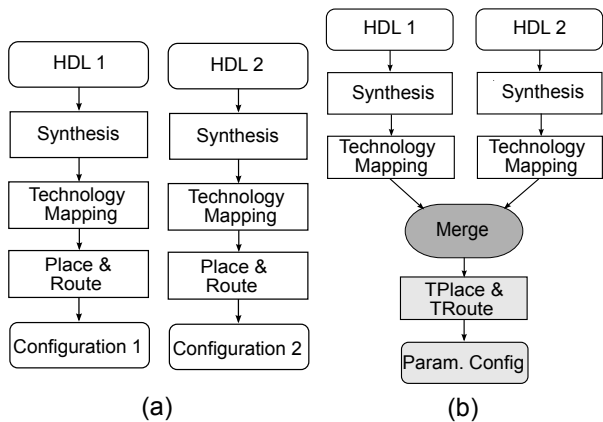 HDL 1
Synthesis
Technology
Mapping
Place &
Route
Configuration 1
HDL 2
Synthesis
Technology
Mapping
Place &
Route
Configuration 2
(a)
HDL 1
Synthesis
Technology
Mapping
HDL 2
Synthesis
Technology
Mapping
Merge
TPlace &
TRoute
Param. Config
(b)